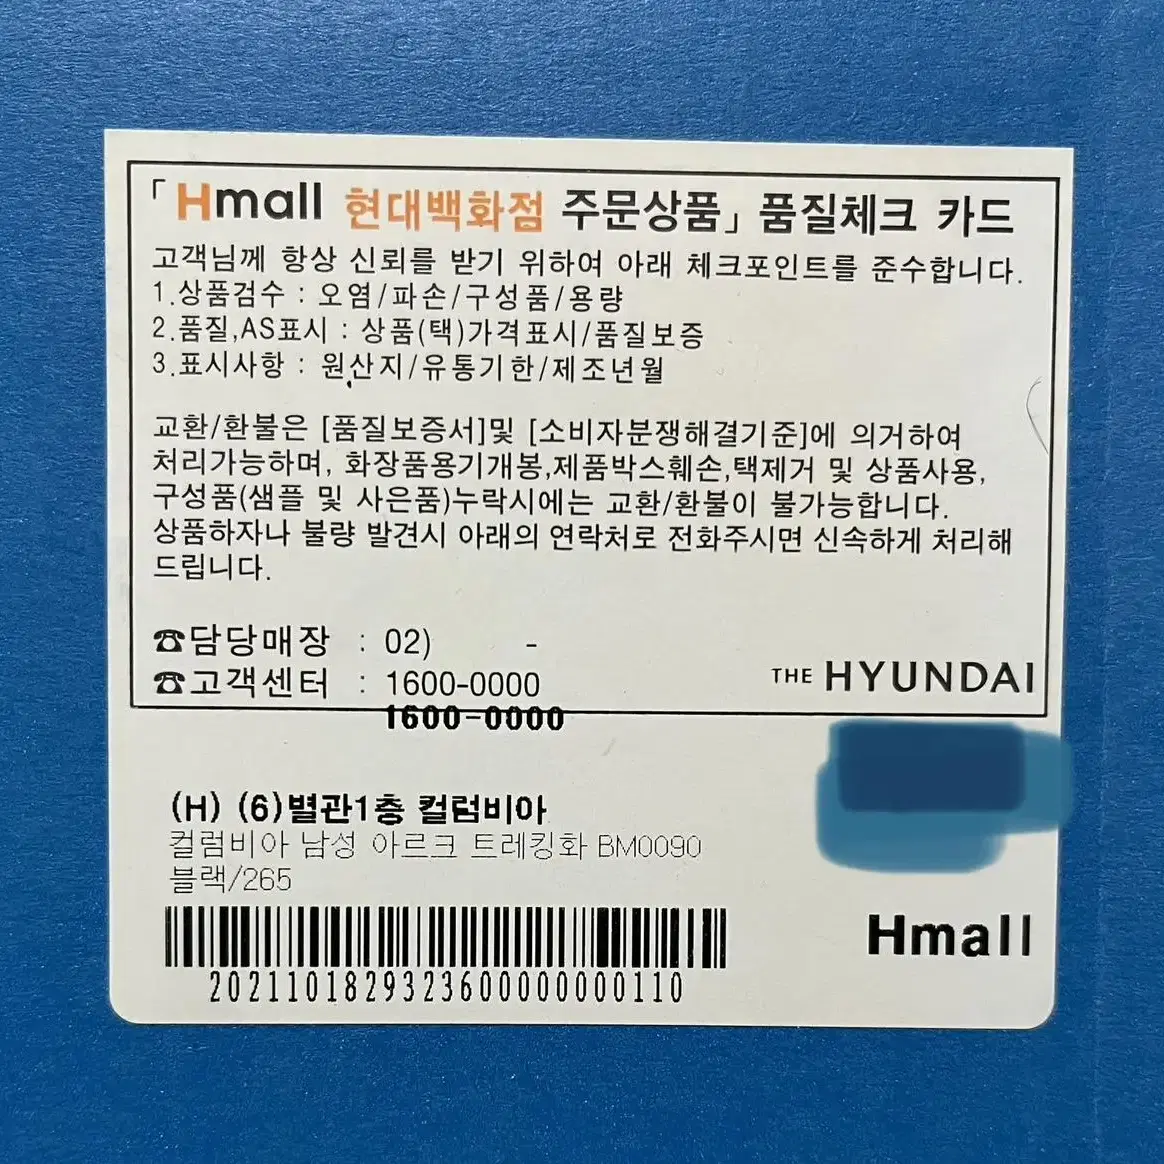 「Hmall 현대백화점 주문상품」 품질체크 카드
고객님께 항상 신뢰를 받기 위하여 아래 체크포인트를 준수합니다.
1.상품검수 : 오염/파손/구성품/용량
2.품질,AS표시 : 상품(택)가격표시/품질보증
3.표시사항 : 원산지/유통기한/제조년월
교환/환불은 [품질보증서]및 [소비자분쟁해결기준]에 의거하여
처리가능하며, 화장품용기개봉,제품박스훼손,택제거 및 상품사용,
구성품(샘플 및 사은품)누락시에는 교환/환불이 불가능합니다.
상품하자나 불량 발견시 아래의 연락처로 전화주시면 신속하게 처리해
드립니다.
☎담당매장 : 02) -
☎고객센터 : 1600-0000
THE HYUNDAI
1600-0000
(H) (6)별관1층 컬럼비아
컬럼비아 남성 아르크 트레킹화 BM0090
블랙/265
Hmall
20211018293236000000000110